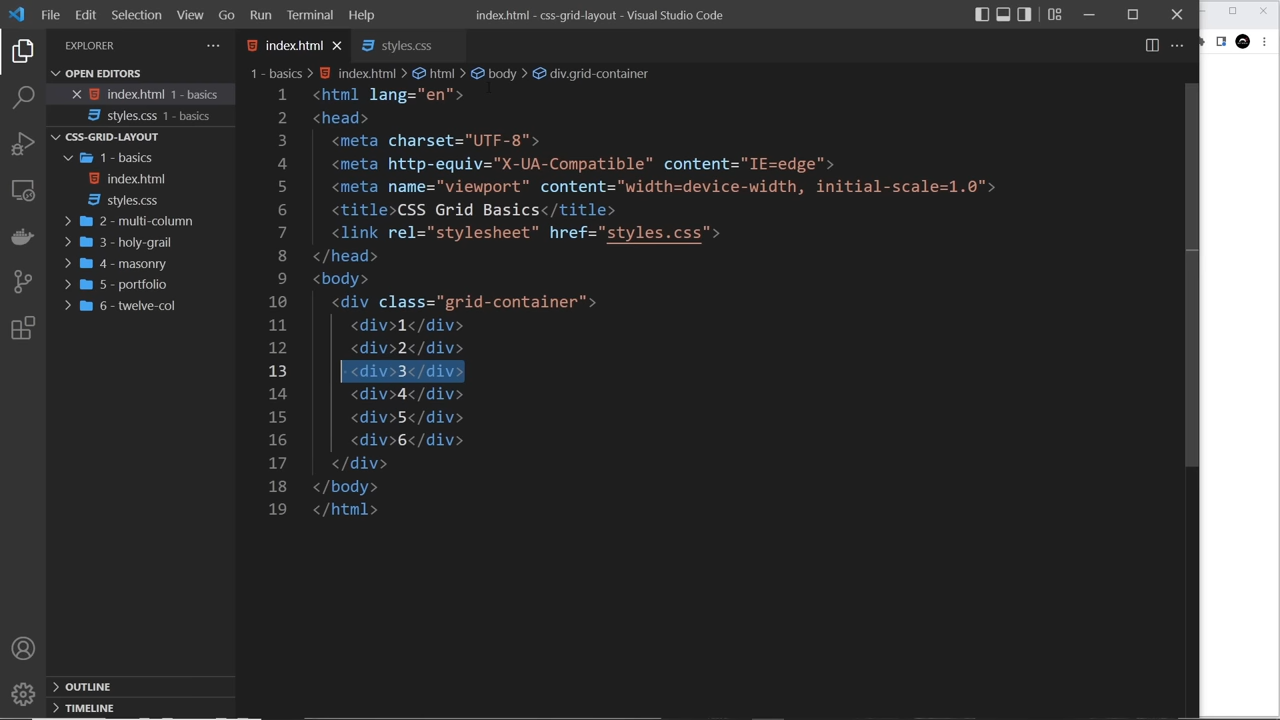 File Edit Selection View Go Run Terminal Help
index.html - css-grid-layout - Visual Studio Code
EXPLORER
OPEN EDITORS
index.html 1 - basics
styles.css 1 - basics
CSS-GRID-LAYOUT
1 - basics
index.html
styles.css
2 - multi-column
3 - holy-grail
4 - masonry
5 - portfolio
6 - twelve-col
OUTLINE
TIMELINE
index.html
styles.css
1 - basics > index.html > html > body > div.grid-container
1 <html lang="en">
2 <head>
3 <meta charset="UTF-8">
4 <meta http-equiv="X-UA-Compatible" content="IE=edge">
5 <meta name="viewport" content="width=device-width, initial-scale=1.0">
6 <title>CSS Grid Basics</title>
7 <link rel="stylesheet" href="styles.css">
8 </head>
9 <body>
10 <div class="grid-container">
11 <div>1</div>
12 <div>2</div>
13 <div>3</div>
14 <div>4</div>
15 <div>5</div>
16 <div>6</div>
17 </div>
18 </body>
19 </html>